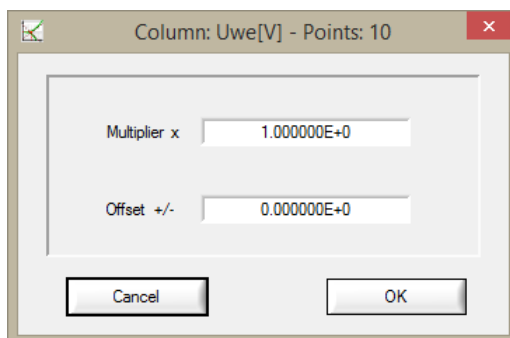 Column: Uwe[V] - Points: 10
Multiplier x 1.000000E+0
Offset +/- 0.000000E+0
Cancel OK